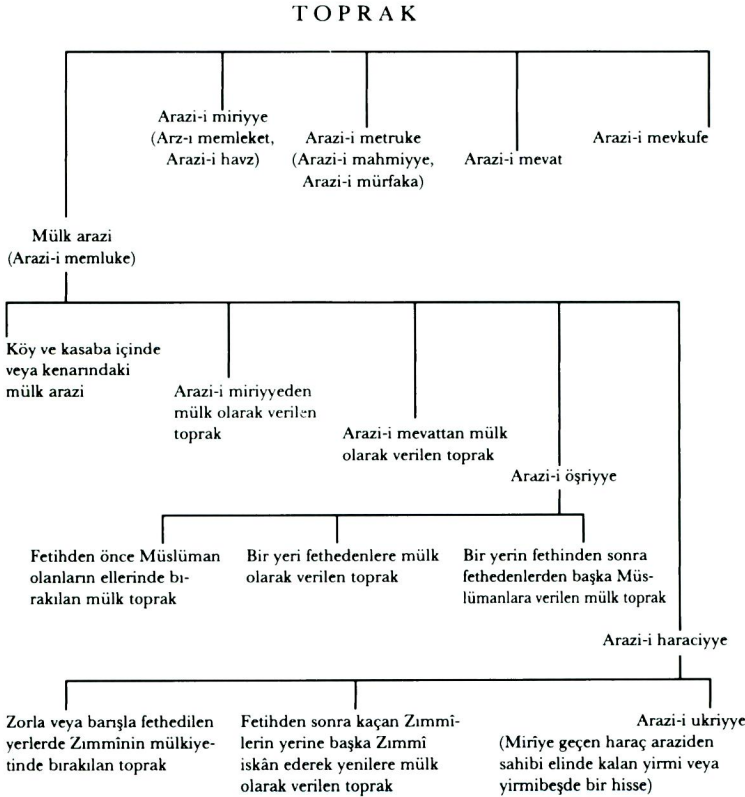 TOPRAK
Arazi-i miriyye
(Arz-ı memleket,
Arazi-i havz)
Arazi-i metruke
(Arazi-i mahmiyye,
Arazi-i mürfaka)
Arazi-i mevat
Arazi-i mevkufe
Mülk arazi
(Arazi-i memluke)
Köy ve kasaba içinde
veya kenarındaki
mülk arazi
Arazi-i miriyyeden
mülk olarak verilen
toprak
Arazi-i mevattan mülk
olarak verilen toprak
Arazi-i öşriyye
Fetihden önce Müslüman
olanların ellerinde bı-
rakılan mülk toprak
Bir yeri fethedenlere mülk
olarak verilen toprak
Bir yerin fethinden sonra
fethedenlerden başka Müs-
lümanlara verilen mülk toprak
Arazi-i haraciyye
Zorla veya barışla fethedilen
yerlerde Zımmînin mülkiye-
tinde bırakılan toprak
Fetihden sonra kaçan Zımmî-
lerin yerine başka Zımmî
iskân ederek yenilere mülk
olarak verilen toprak
Arazi-i ukriyye
(Mirîye geçen haraç araziden
sahibi elinde kalan yirmi veya
yirmibeşde bir hisse)